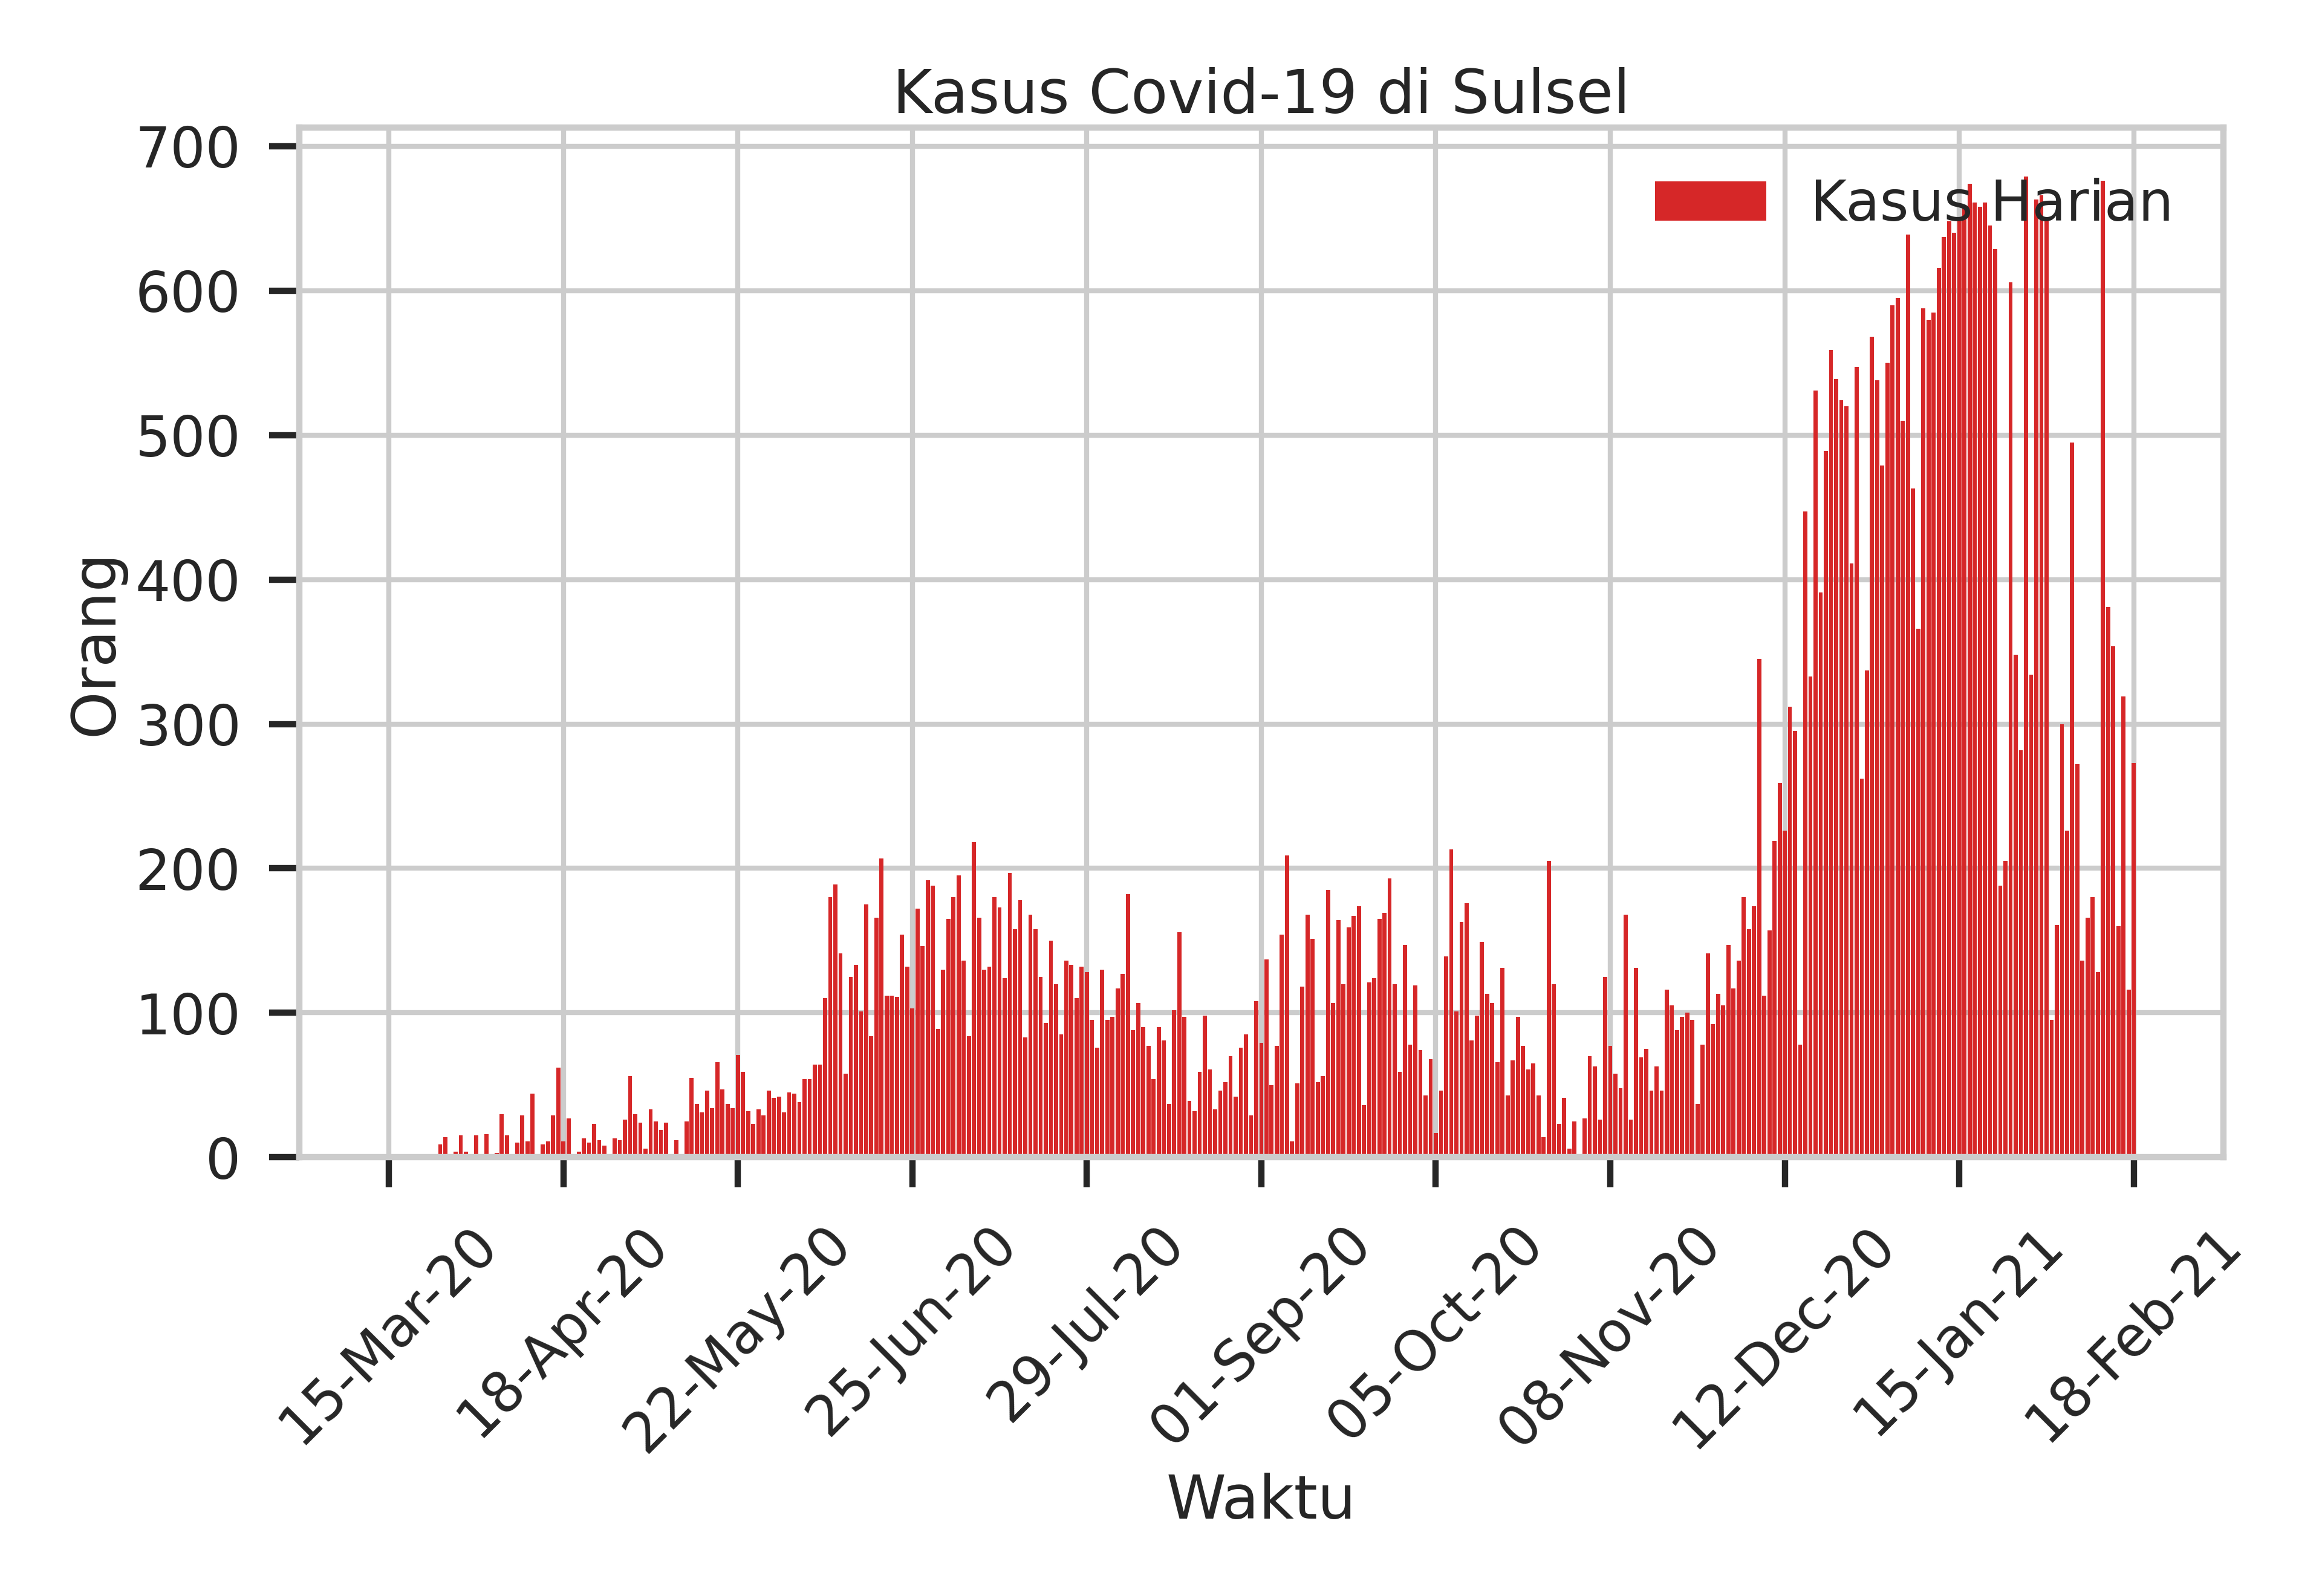 Kasus Covid-19 di Sulsel
Kasus Harian
Orang
700
600
500
400
300
200
100
0
15-Mar-20
18-Apr-20
22-May-20
25-Jun-20
29-Jul-20
01-Sep-20
05-Oct-20
08-Nov-20
12-Dec-20
15-Jan-21
18-Feb-21
Waktu